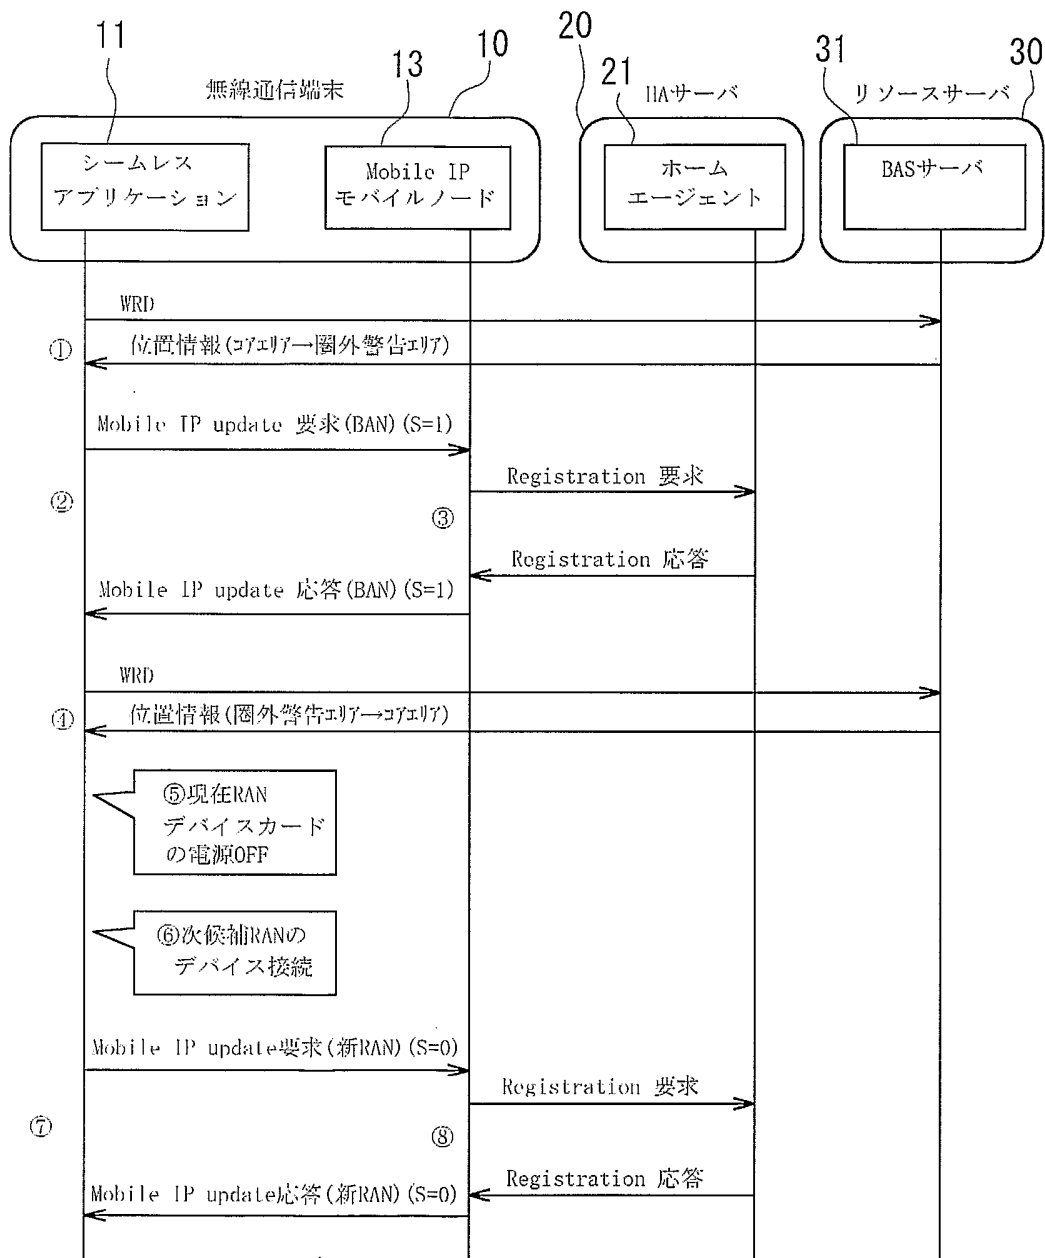 11
13
10
20
21
31
30
無線通信端末
HAサーバ
リソースサーバ
シームレス
アプリケーション
Mobile IP
モバイルノード
ホーム
エージェント
BASサーバ
WRD
①
位置情報(コアエリア→圏外警告エリア)
Mobile IP update 要求(BAN)(S=1)
Registration 要求
②
③
Registration 応答
Mobile IP update 応答(BAN)(S=1)
WRD
④
位置情報(圏外警告エリア→コアエリア)
⑤現在RAN
デバイスカード
の電源OFF
⑥次候補RANの
デバイス接続
Mobile IP update要求(新RAN)(S=0)
Registration 要求
⑦
⑧
Registration 応答
Mobile IP update応答(新RAN)(S=0)